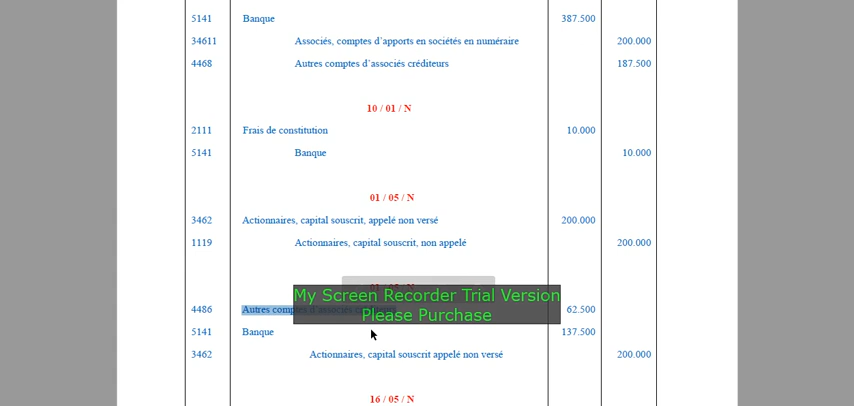 5141 Banque 387.500
34611 Associés, comptes d’apports en sociétés en numéraire 200.000
4468 Autres comptes d’associés créditeurs 187.500
10 / 01 / N
2111 Frais de constitution 10.000
5141 Banque 10.000
01 / 05 / N
3462 Actionnaires, capital souscrit, appelé non versé 200.000
1119 Actionnaires, capital souscrit, non appelé 200.000
My Screen Recorder Trial Version
Please Purchase
4486 Autres comptes d’associés 62.500
5141 Banque 137.500
3462 Actionnaires, capital souscrit appelé non versé 200.000
16 / 05 / N